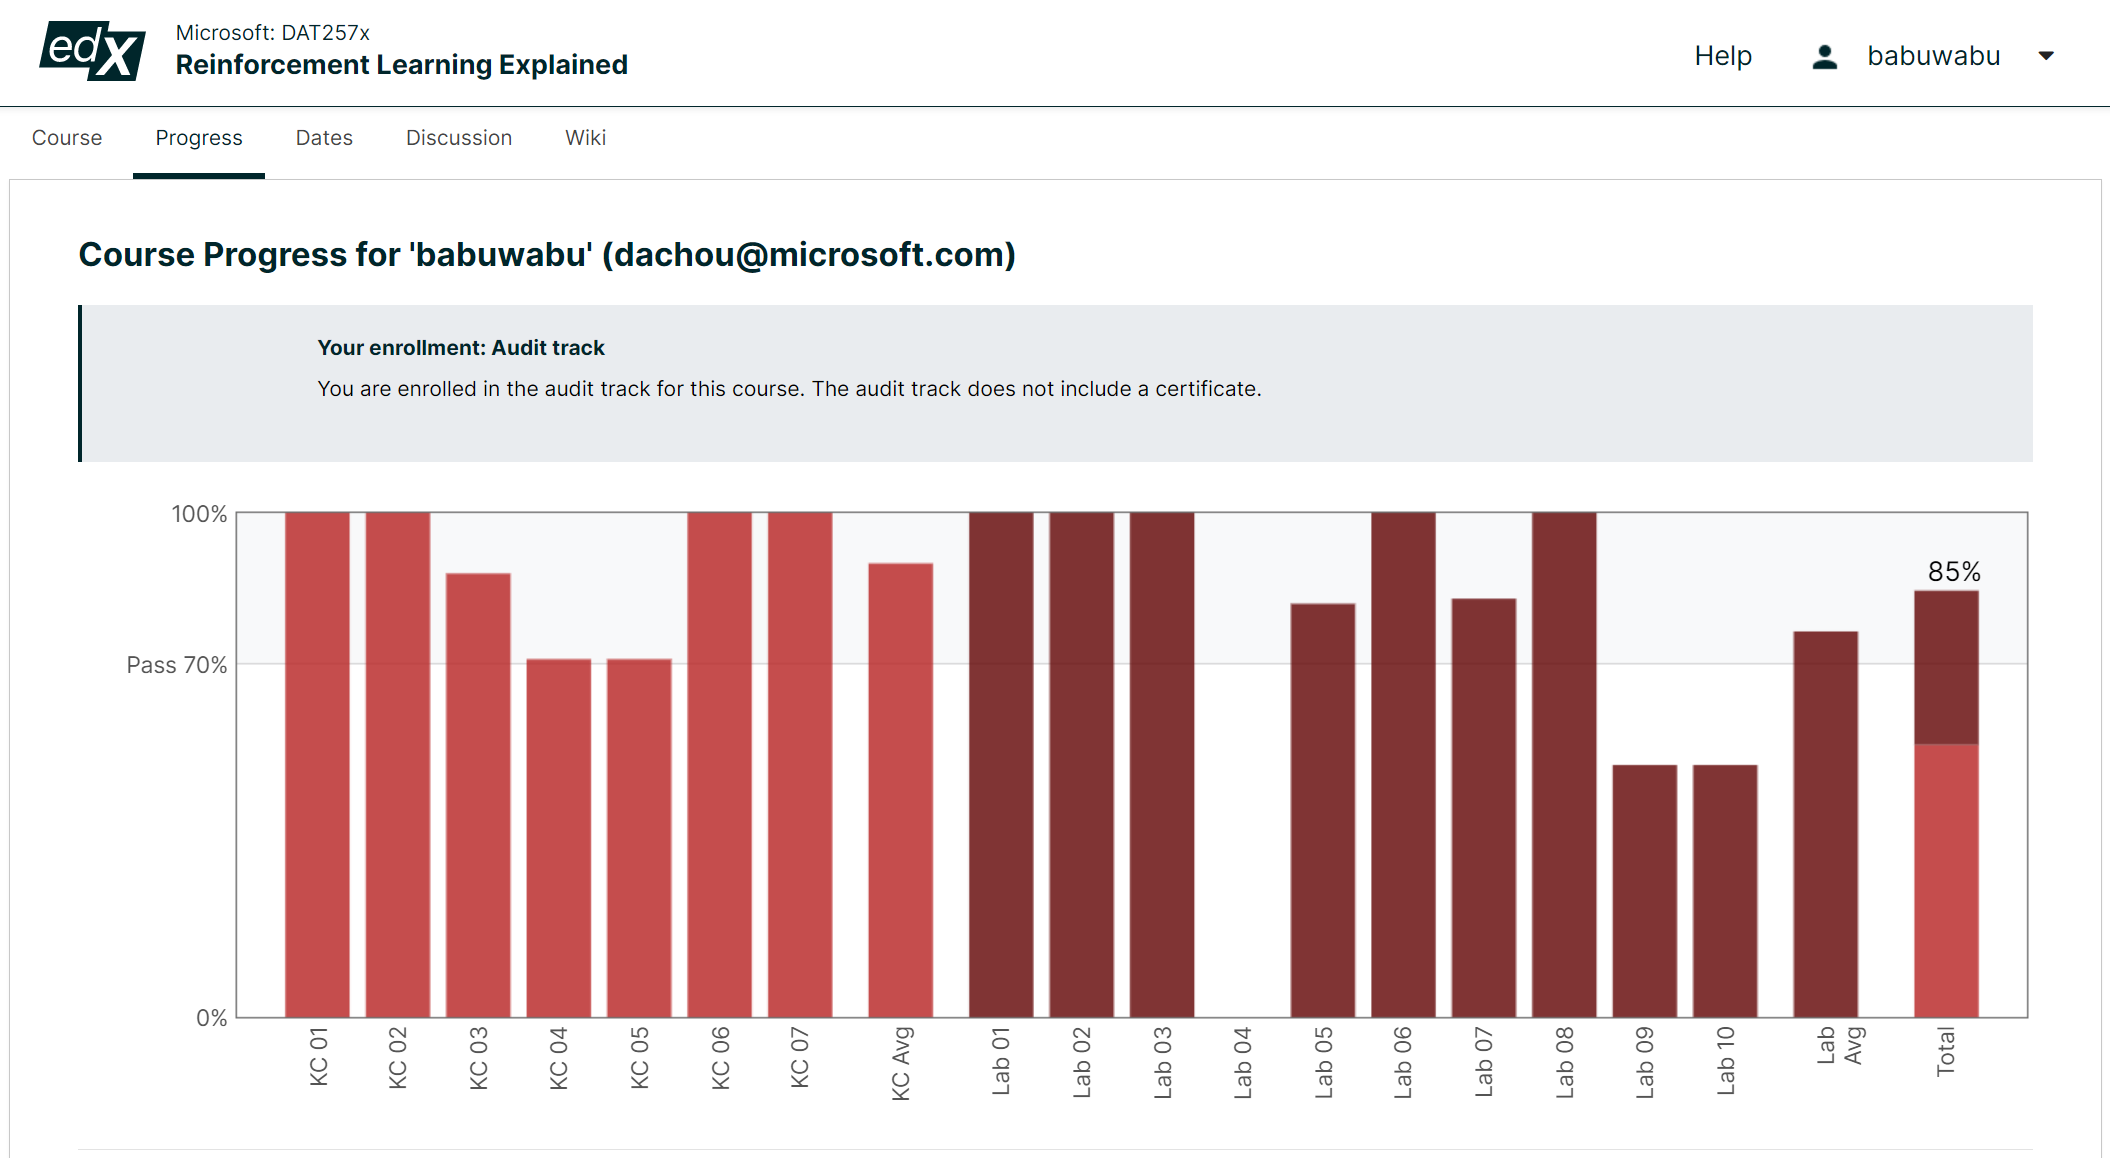 edX
Microsoft: DAT257x
Reinforcement Learning Explained
Help
babuwabu
Course
Progress
Dates
Discussion
Wiki
Course Progress for 'babuwabu' (dachou@microsoft.com)
Your enrollment: Audit track
You are enrolled in the audit track for this course. The audit track does not include a certificate.
100%
85%
Pass 70%
0%
KC 01
KC 02
KC 03
KC 04
KC 05
KC 06
KC 07
KC Avg
Lab 01
Lab 02
Lab 03
Lab 04
Lab 05
Lab 06
Lab 07
Lab 08
Lab 09
Lab 10
Lab
Avg
Total